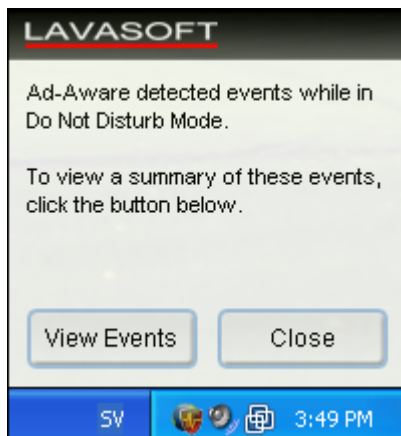 LAVASOFT
Ad-Aware detected events while in
Do Not Disturb Mode.
To view a summary of these events,
click the button below.
View Events
Close
SV
3:49 PM